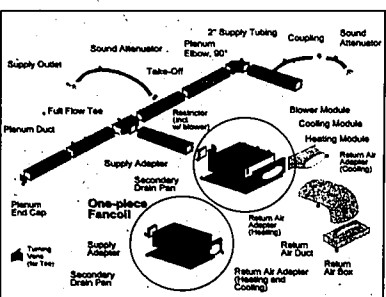 2" Supply Tubing
Plenum
Elbow, 90°
Coupling
Sound
Attenuator
Sound Attenuator
Supply Outlet
Take-Off
Full Flow Tee
Plenum Duct
Restrictor
(incl.
w/ blower)
Blower Module
Cooling Module
Heating Module
Supply Adapter
Return Air
Adapter
(Cooling)
Secondary
Drain Pan
Plenum
End Cap
One-piece
Fancoil
Return Air
Adapter
(Heating)
Turning
Vane
(for Tee)
Supply
Adapter
Return
Air Duct
Return
Air Box
Secondary
Drain Pan
Return Air Adapter
(Heating and
Cooling)